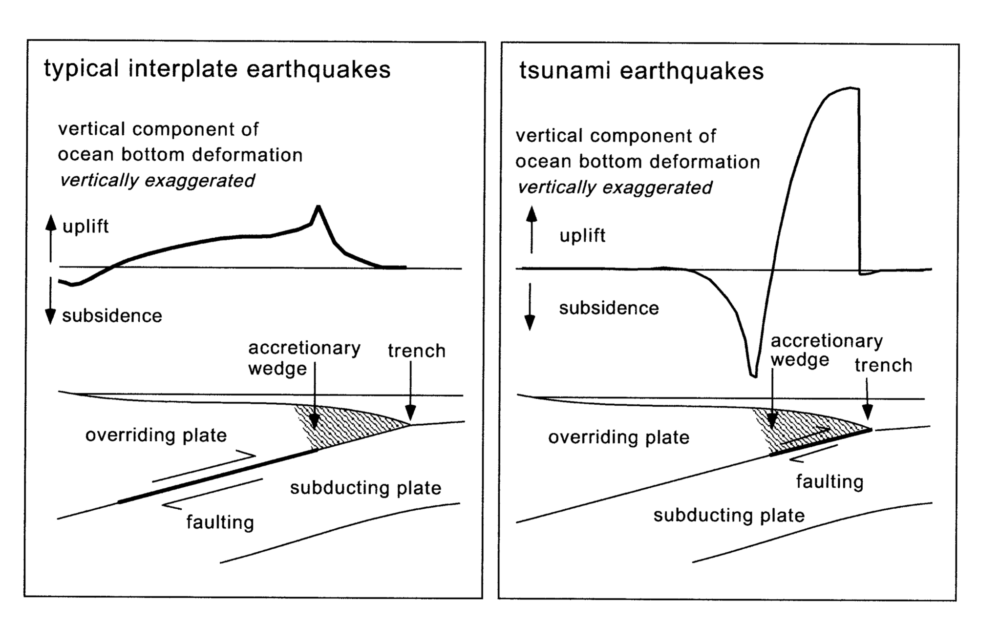 typical interplate earthquakes
vertical component of
ocean bottom deformation
vertically exaggerated
uplift
subsidence
accretionary
wedge
trench
overriding plate
subducting plate
faulting
tsunami earthquakes
vertical component of
ocean bottom deformation
vertically exaggerated
uplift
subsidence
accretionary
wedge
trench
overriding plate
faulting
subducting plate